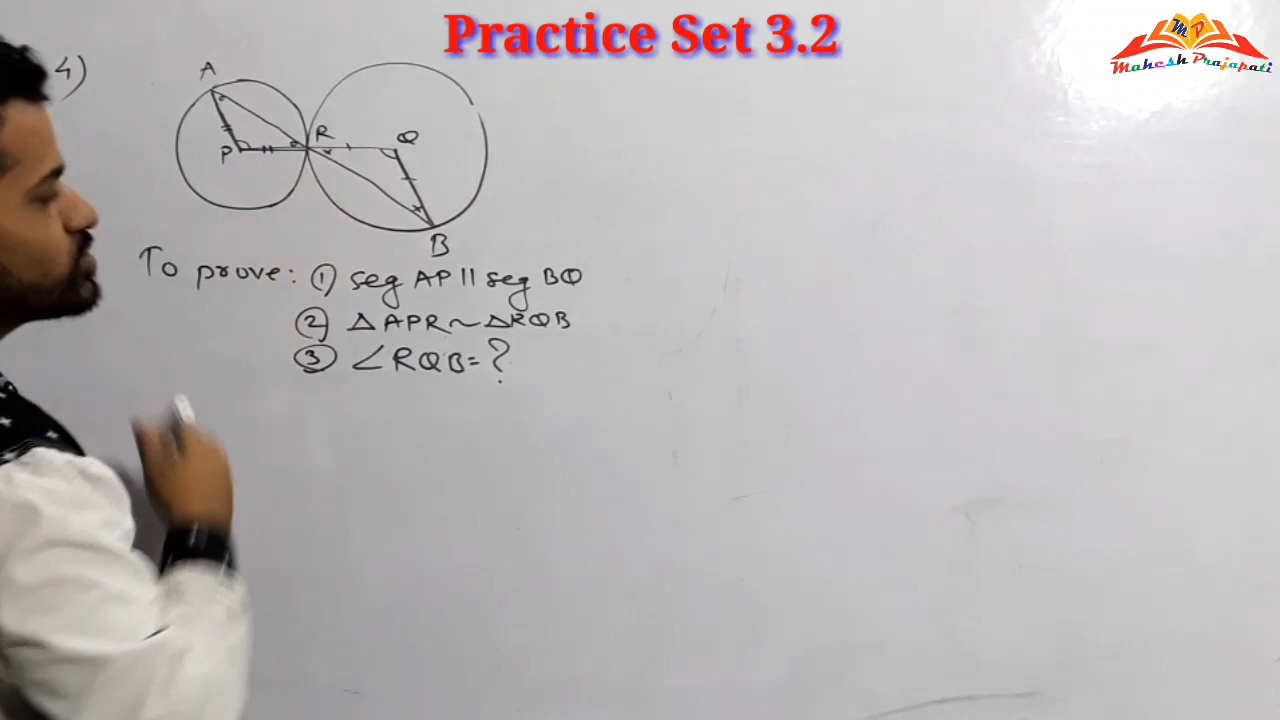 Practice Set 3.2
Mahesh Prajapati
MP
4)
A
P
R
Q
B
To prove: ① seg AP || seg BQ
② △APR ~ △RQB
③ ∠RQB = ?